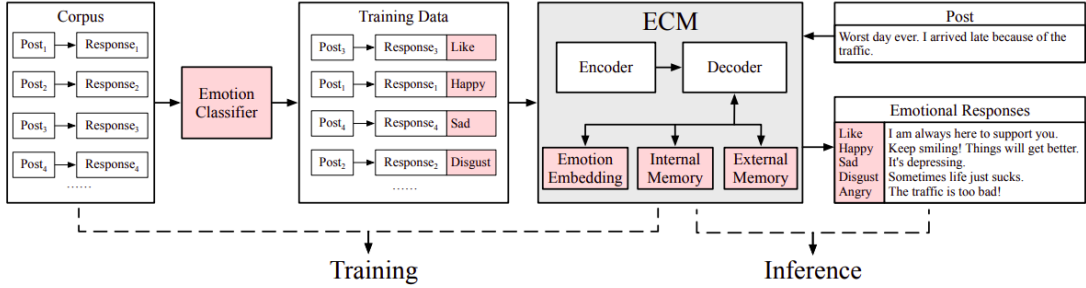 Corpus
Post1 Response1
Post2 Response2
Post3 Response3
Post4 Response4
......
Emotion
Classifier
Training Data
Post3 Response3 Like
Post1 Response1 Happy
Post4 Response4 Sad
Post2 Response2 Disgust
......
ECM
Encoder
Decoder
Emotion
Embedding
Internal
Memory
External
Memory
Post
Worst day ever. I arrived late because of the
traffic.
Emotional Responses
Like I am always here to support you.
Happy Keep smiling! Things will get better.
Sad It's depressing.
Disgust Sometimes life just sucks.
Angry The traffic is too bad!
Training
Inference